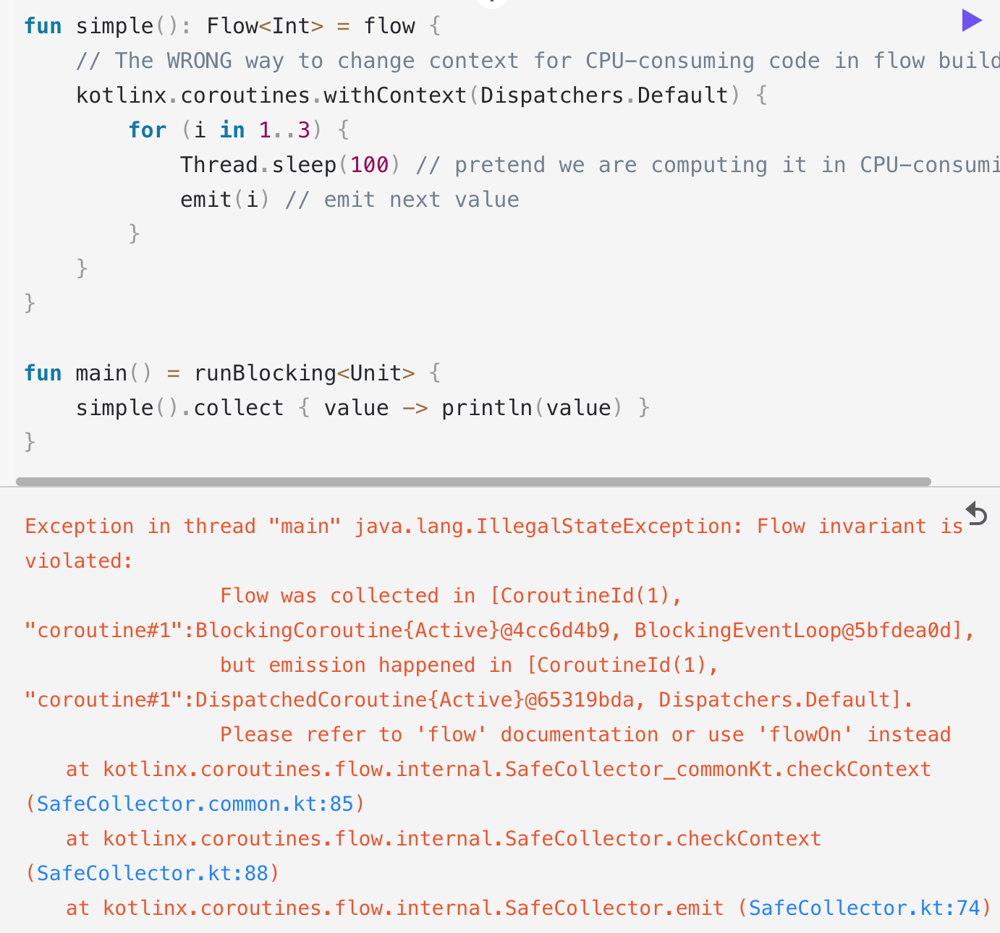 fun simple(): Flow<Int> = flow {
    // The WRONG way to change context for CPU-consuming code in flow build
    kotlinx.coroutines.withContext(Dispatchers.Default) {
        for (i in 1..3) {
            Thread.sleep(100) // pretend we are computing it in CPU-consumi
            emit(i) // emit next value
        }
    }
}
fun main() = runBlocking<Unit> {
    simple().collect { value -> println(value) }
}
Exception in thread "main" java.lang.IllegalStateException: Flow invariant is
violated:
                Flow was collected in [CoroutineId(1),
"coroutine#1":BlockingCoroutine{Active}@4cc6d4b9, BlockingEventLoop@5bfdea0d],
                but emission happened in [CoroutineId(1),
"coroutine#1":DispatchedCoroutine{Active}@65319bda, Dispatchers.Default].
                Please refer to 'flow' documentation or use 'flowOn' instead
    at kotlinx.coroutines.flow.internal.SafeCollector_commonKt.checkContext
(SafeCollector.common.kt:85)
    at kotlinx.coroutines.flow.internal.SafeCollector.checkContext
(SafeCollector.kt:88)
    at kotlinx.coroutines.flow.internal.SafeCollector.emit (SafeCollector.kt:74)